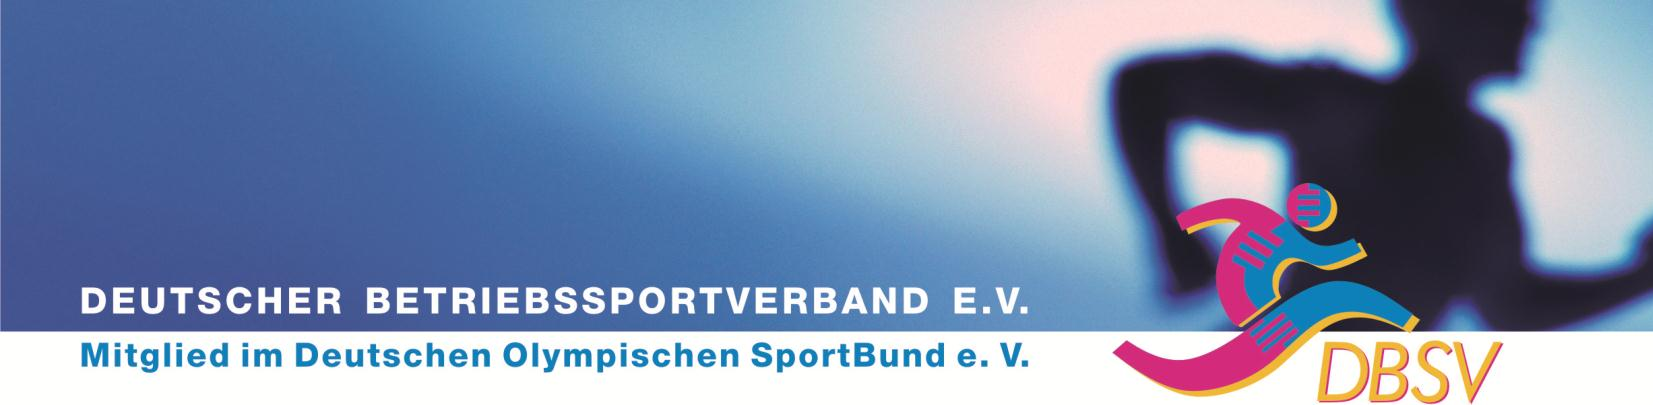 DEUTSCHER BETRIEBSSPORTVERBAND E.V.
Mitglied im Deutschen Olympischen SportBund e. V.
DBSV